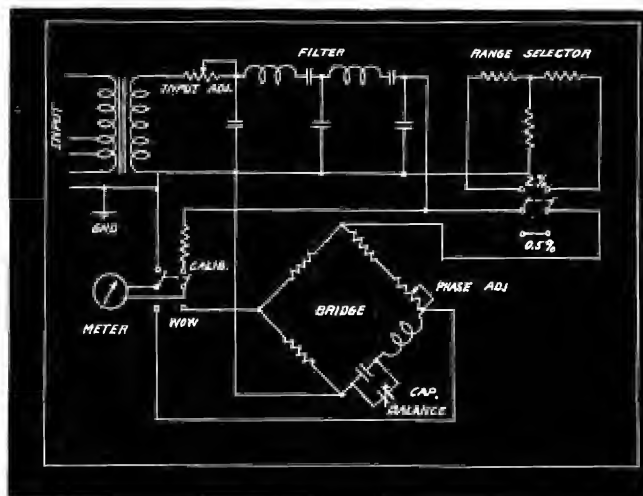 FILTER
RANGE SELECTOR
INPUT ADJ.
INPUT
2%
GND
0.5%
CALIB.
PHASE ADJ
BRIDGE
METER
WOW
CAP.
BALANCE